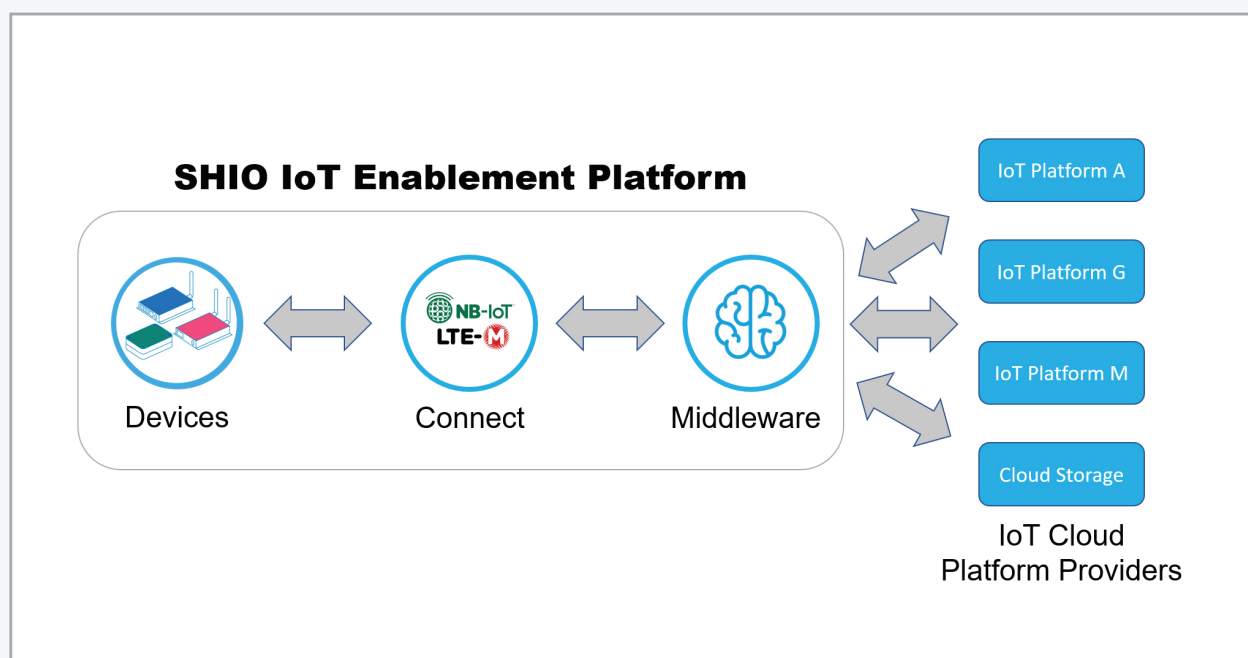 SHIO IoT Enablement Platform
NB-IoT
LTE-M
Devices
Connect
Middleware
IoT Platform A
IoT Platform G
IoT Platform M
Cloud Storage
IoT Cloud
Platform Providers